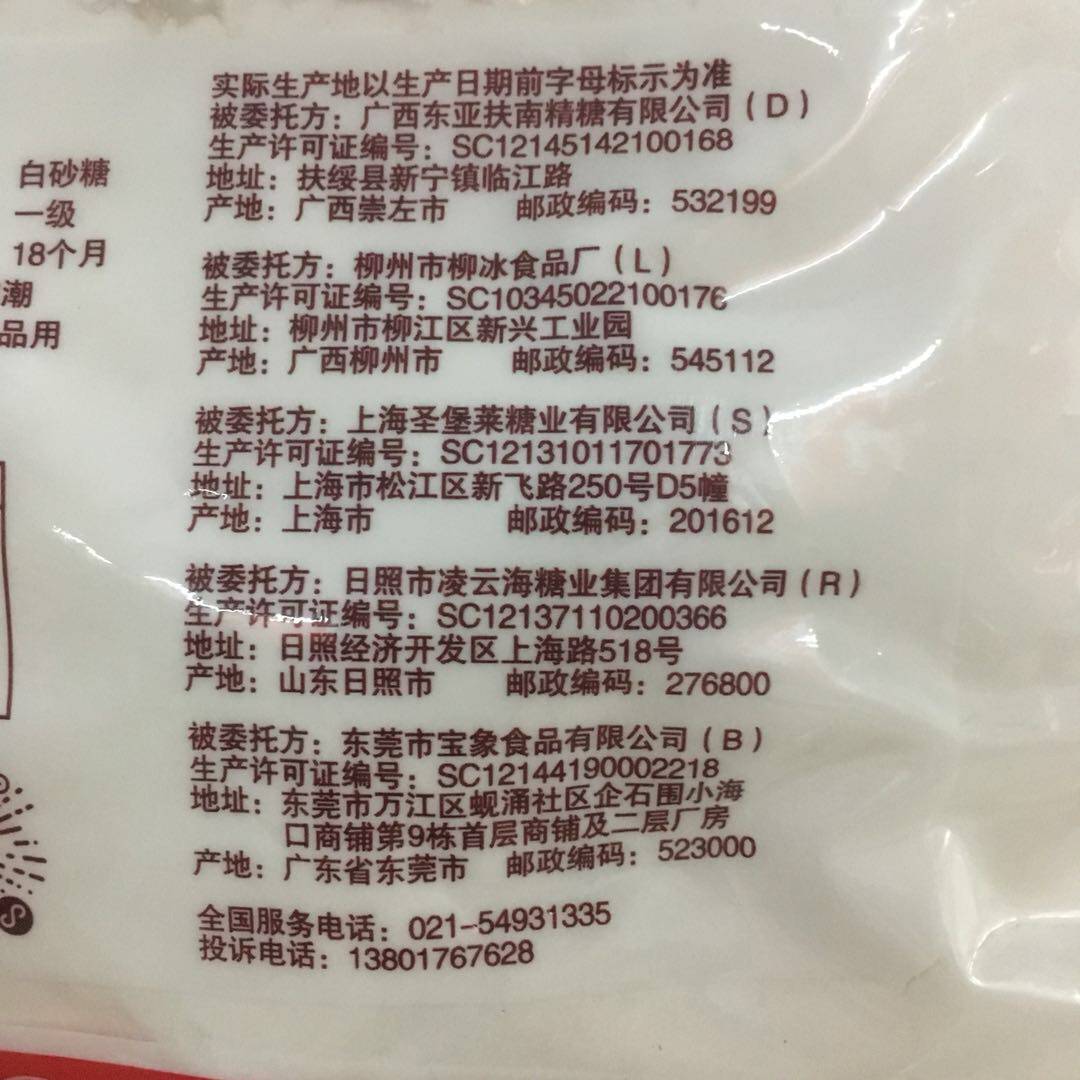 白砂糖
一级
18个月
潮
品用
实际生产地以生产日期前字母标示为准
被委托方：广西东亚扶南精糖有限公司（D）
生产许可证编号：SC12145142100168
地址：扶绥县新宁镇临江路
产地：广西崇左市 邮政编码：532199
被委托方：柳州市柳冰食品厂（L）
生产许可证编号：SC10345022100176
地址：柳州市柳江区新兴工业园
产地：广西柳州市 邮政编码：545112
被委托方：上海圣堡莱糖业有限公司（S）
生产许可证编号：SC12131011701773
地址：上海市松江区新飞路250号D5幢
产地：上海市 邮政编码：201612
被委托方：日照市凌云海糖业集团有限公司（R）
生产许可证编号：SC12137110200366
地址：日照经济开发区上海路518号
产地：山东日照市 邮政编码：276800
被委托方：东莞市宝象食品有限公司（B）
生产许可证编号：SC12144190002218
地址：东莞市万江区蚬涌社区企石围小海
口商铺第9栋首层商铺及二层厂房
产地：广东省东莞市 邮政编码：523000
全国服务电话：021-54931335
投诉电话：13801767628
S